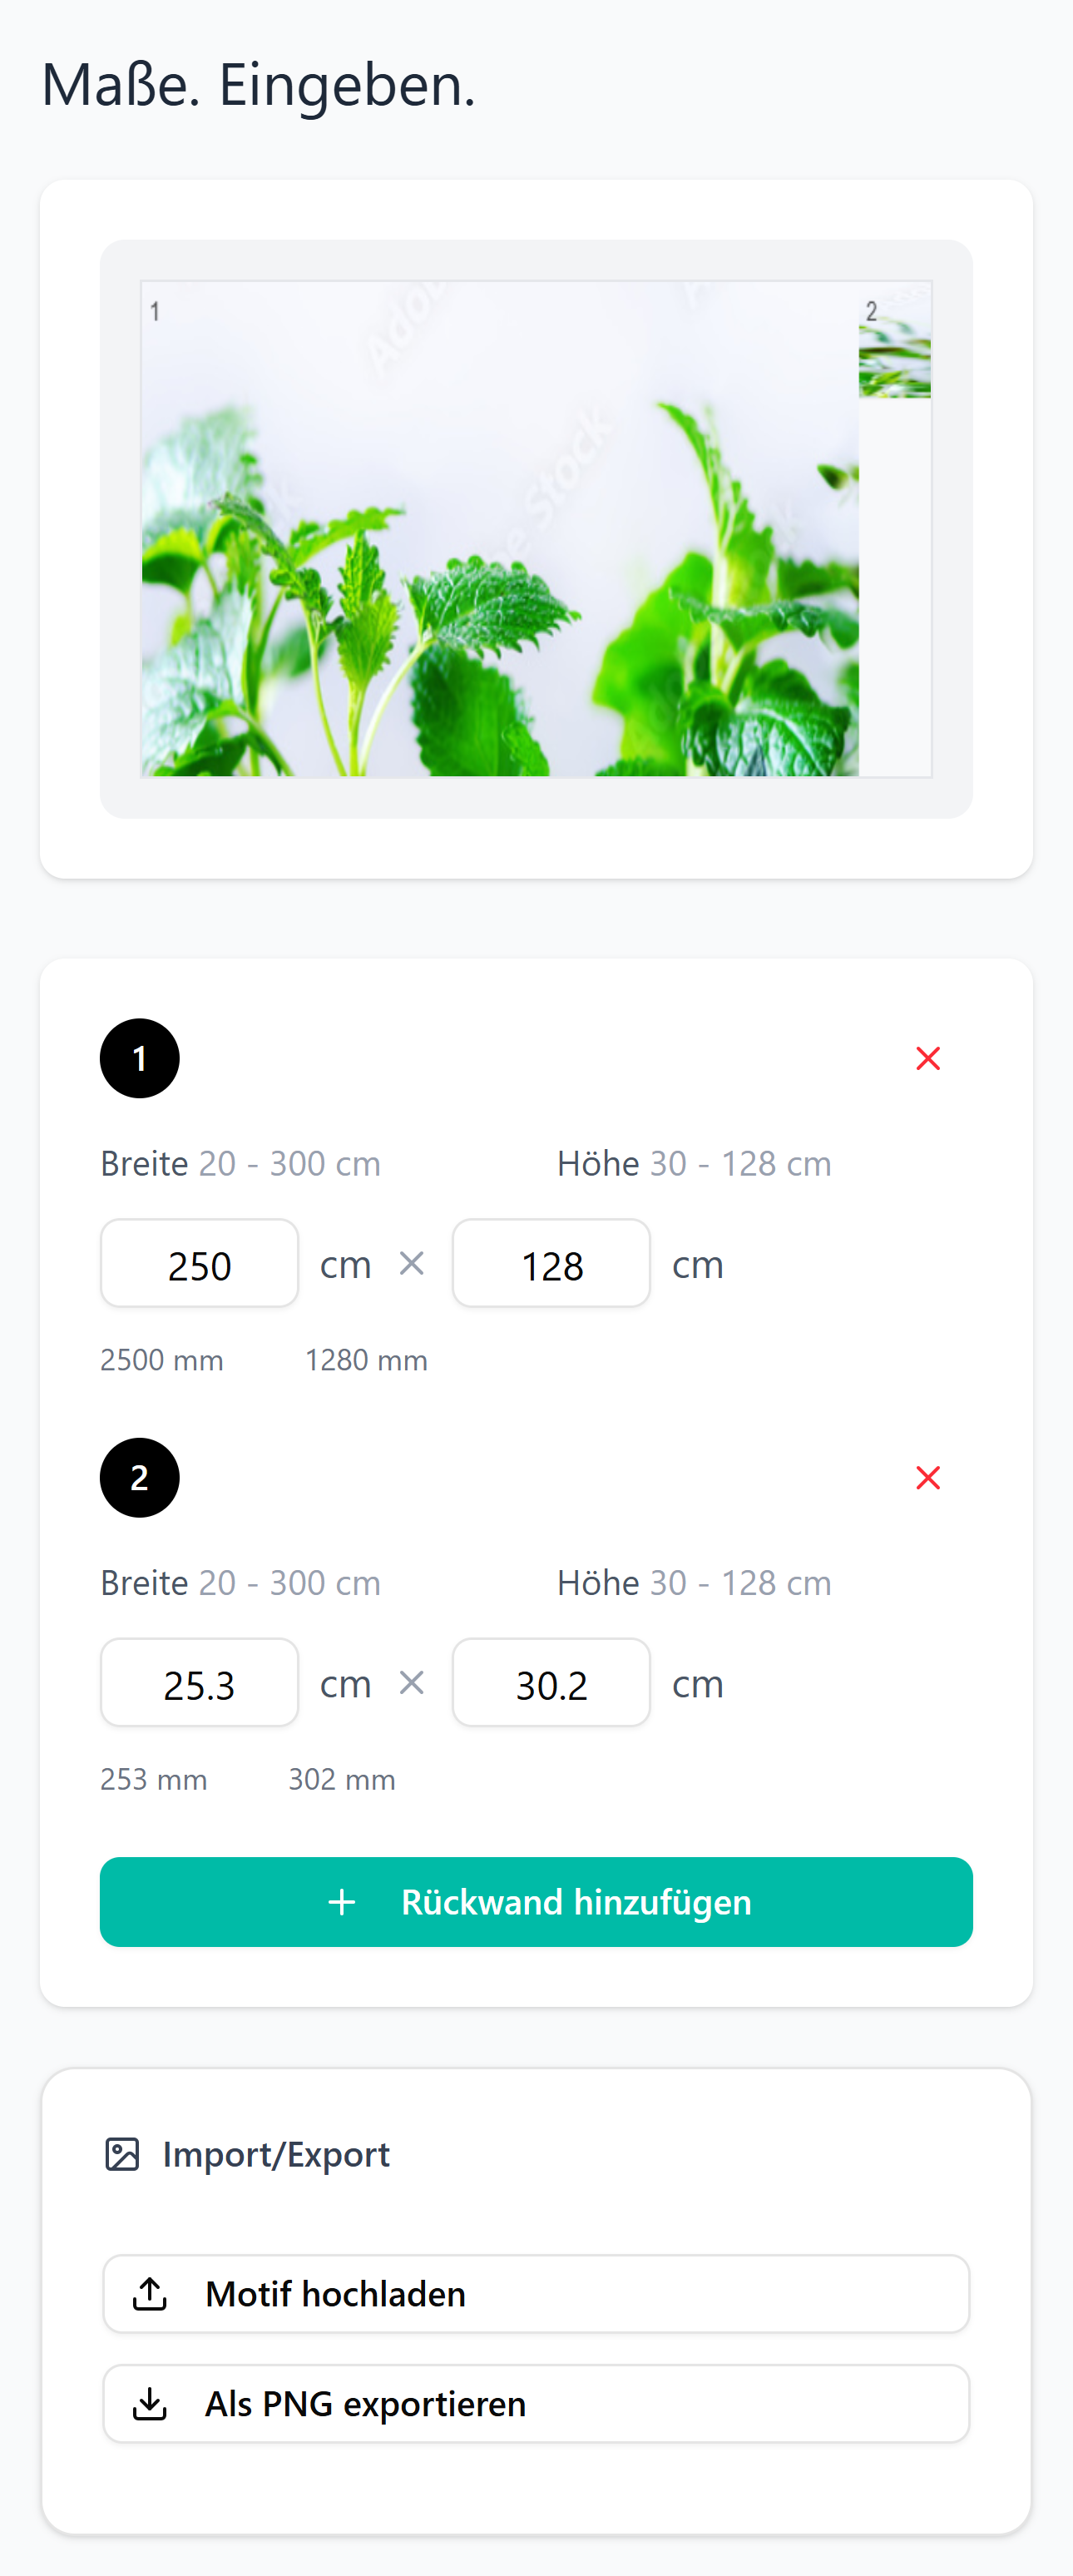 Maße. Eingeben.
1
2
Adob
e Stock
1
Breite 20 - 300 cm Höhe 30 - 128 cm
250 cm × 128 cm
2500 mm 1280 mm
2
Breite 20 - 300 cm Höhe 30 - 128 cm
25.3 cm × 30.2 cm
253 mm 302 mm
+ Rückwand hinzufügen
Import/Export
Motif hochladen
Als PNG exportieren